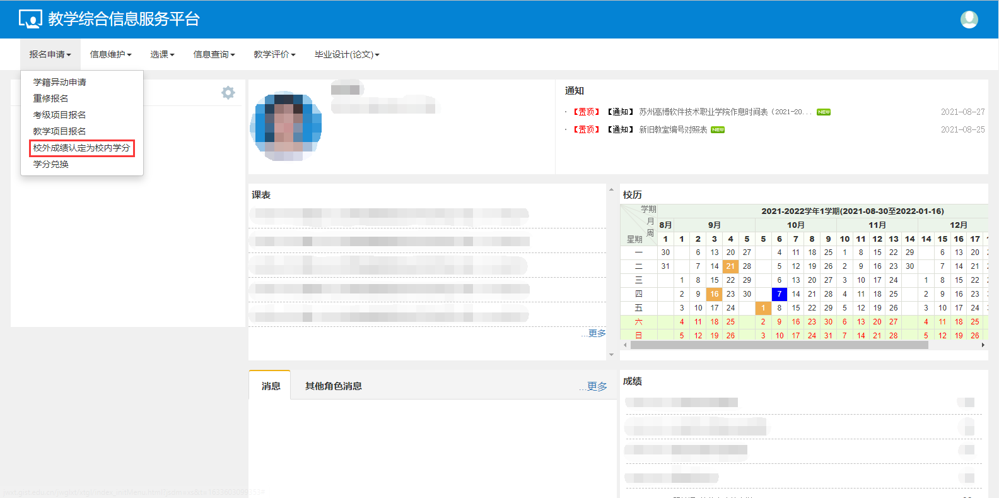 教学综合信息服务平台
报名申请 信息维护 选课 信息查询 教学评价 毕业设计(论文)
学籍异动申请
重修报名
考级项目报名
教学项目报名
校外成绩认定为校内学分
学分兑换
通知
· 【置顶】 【通知】 苏州高博软件技术职业学院作息时间表（2021-20... NEW 2021-08-27
· 【置顶】 【通知】 新旧教室编号对照表 NEW 2021-08-25
课表
...更多
校历
学期 2021-2022学年1学期(2021-08-30至2022-01-16)
月 8月 9月 10月 11月 12月
周
星期 1 1 2 3 4 5 5 6 7 8 9 10 11 12 13 14 14 15 16 17
一 30 6 13 20 27 4 11 18 25 1 8 15 22 29 6 13 20
二 31 7 14 21 28 5 12 19 26 2 9 16 23 30 7 14 21
三 1 8 15 22 29 6 13 20 27 3 10 17 24 1 8 15 22
四 2 9 16 23 30 7 14 21 28 4 11 18 25 2 9 16 23
五 3 10 17 24 1 8 15 22 29 5 12 19 26 3 10 17 24
六 4 11 18 25 2 9 16 23 30 6 13 20 27 4 11 18 25
日 5 12 19 26 3 10 17 24 31 7 14 21 28 5 12 19 26
消息 其他角色消息 ...更多
成绩